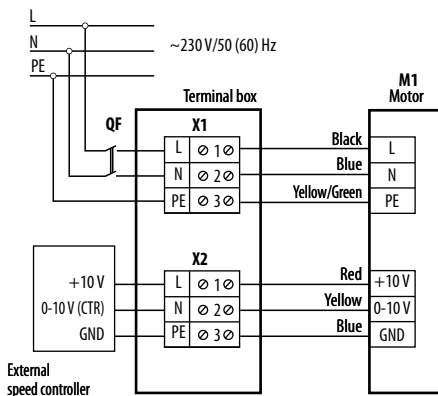 L
N
~230 V/50 (60) Hz
PE
M1
Motor
Terminal box
QF
X1
Black
L
1
L
Blue
N
2
N
Yellow/Green
PE
3
PE
X2
Red
+10 V
L
1
+10 V
Yellow
0-10 V (CTR)
N
2
0-10 V
Blue
GND
PE
3
GND
External
speed controller